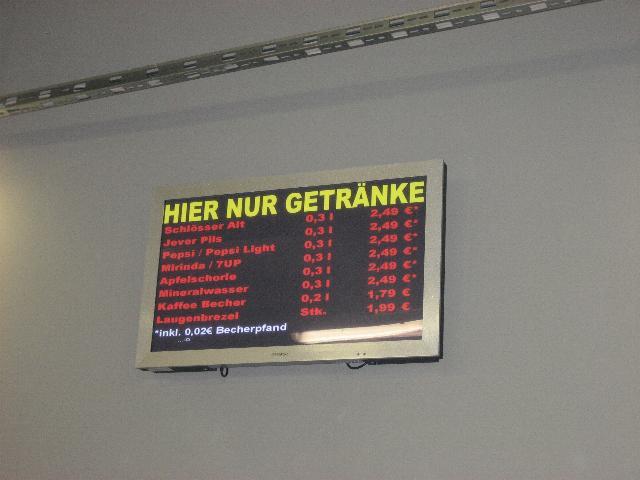 HIER NUR GETRÄNKE
Schlösser Alt 0,3 l 2,49 €*
Jever Pils 0,3 l 2,49 €*
Pepsi / Pepsi Light 0,3 l 2,49 €*
Mirinda / 7UP 0,3 l 2,49 €*
Apfelschorle 0,3 l 2,49 €*
Mineralwasser 0,3 l 2,49 €*
Kaffee Becher 0,2 l 1,79 €
Laugenbrezel Stk. 1,99 €
*inkl. 0,02€ Becherpfand